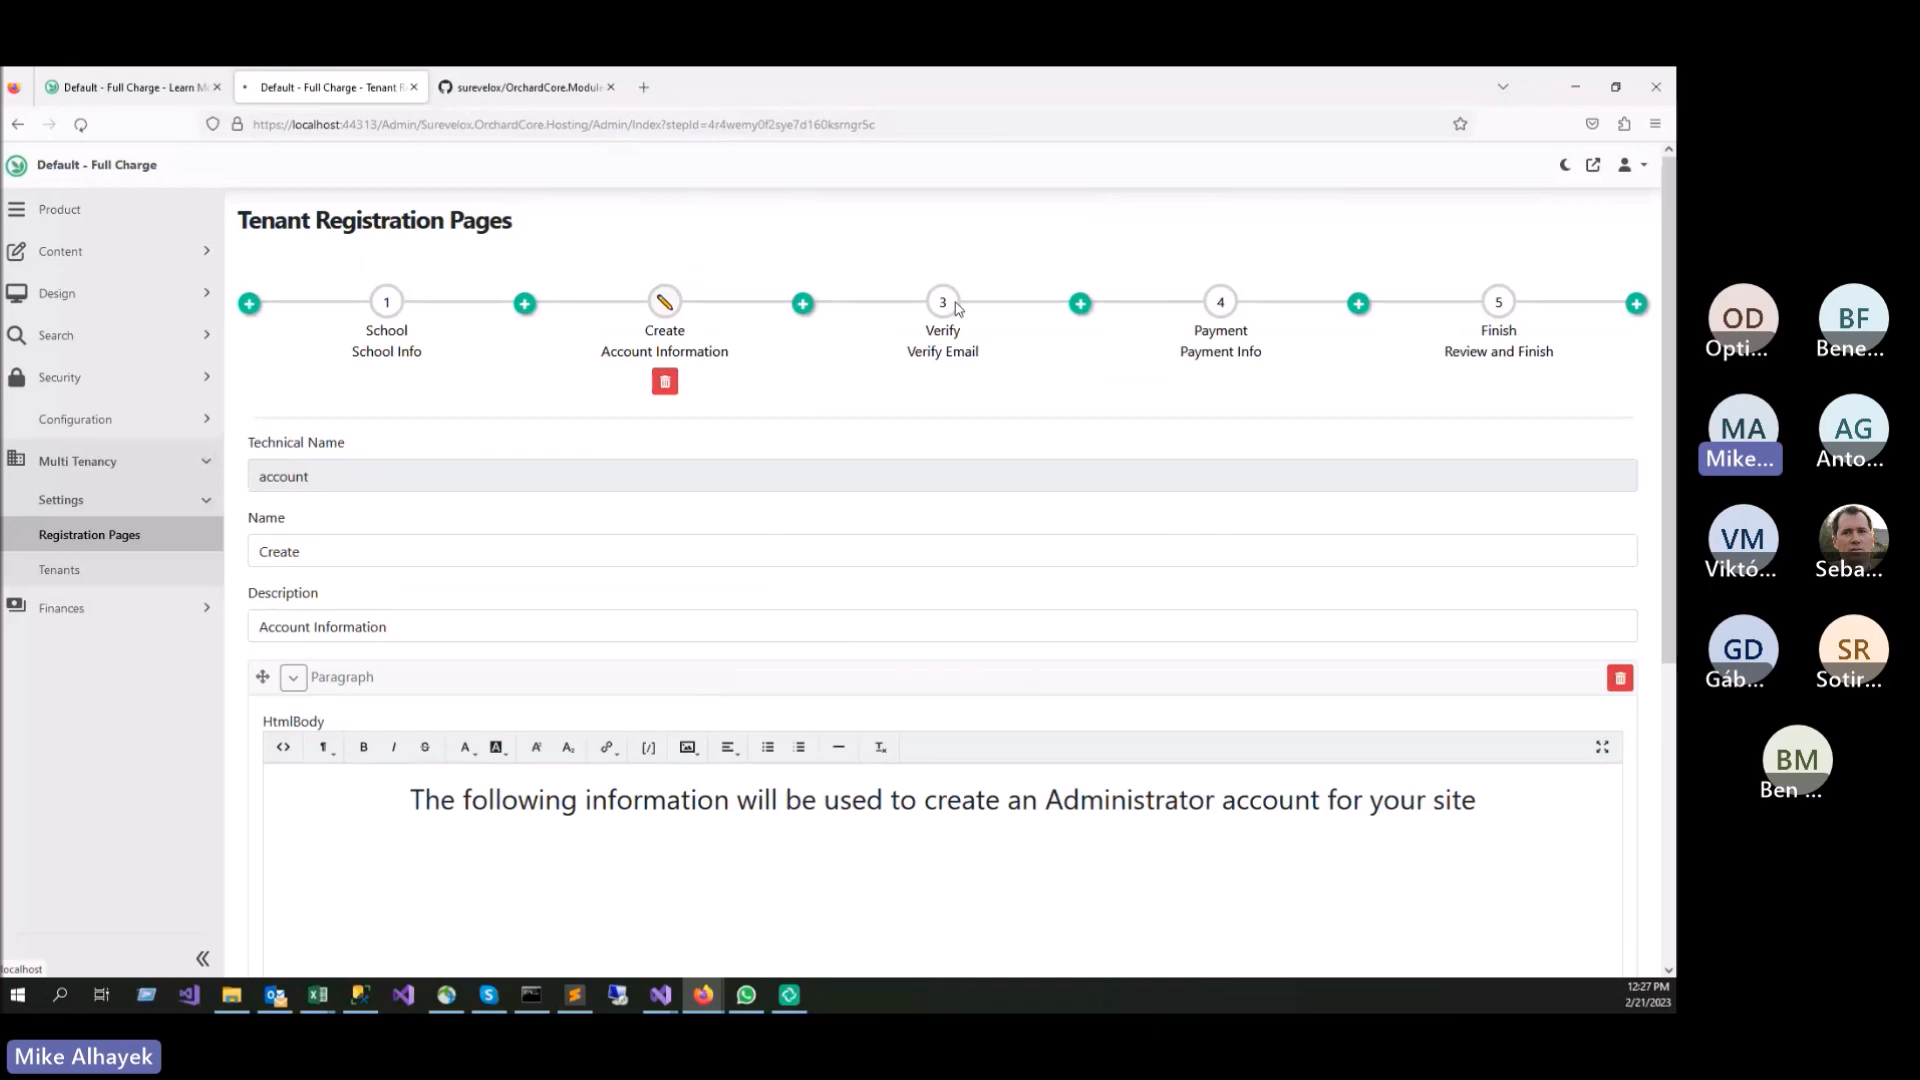 Default - Full Charge - Learn M
Default - Full Charge - Tenant R
surevelox/OrchardCore.Module
https://localhost:44313/Admin/Surevelox.OrchardCore.Hosting/Admin/Index?stepId=4r4wemy0f2sye7d160ksrngr5c
Default - Full Charge
Product
Content
Design
Search
Security
Configuration
Multi Tenancy
Settings
Registration Pages
Tenants
Finances
localhost
Tenant Registration Pages
1
3
4
5
School
Create
Verify
Payment
Finish
School Info
Account Information
Verify Email
Payment Info
Review and Finish
Technical Name
account
Name
Create
Description
Account Information
Paragraph
HtmlBody
The following information will be used to create an Administrator account for your site
12:27 PM
2/21/2023
OD
Opti...
BF
Bene...
MA
Mike...
AG
Anto...
VM
Viktó...
Seba...
GD
Gáb...
SR
Sotir...
BM
Ben ...
Mike Alhayek